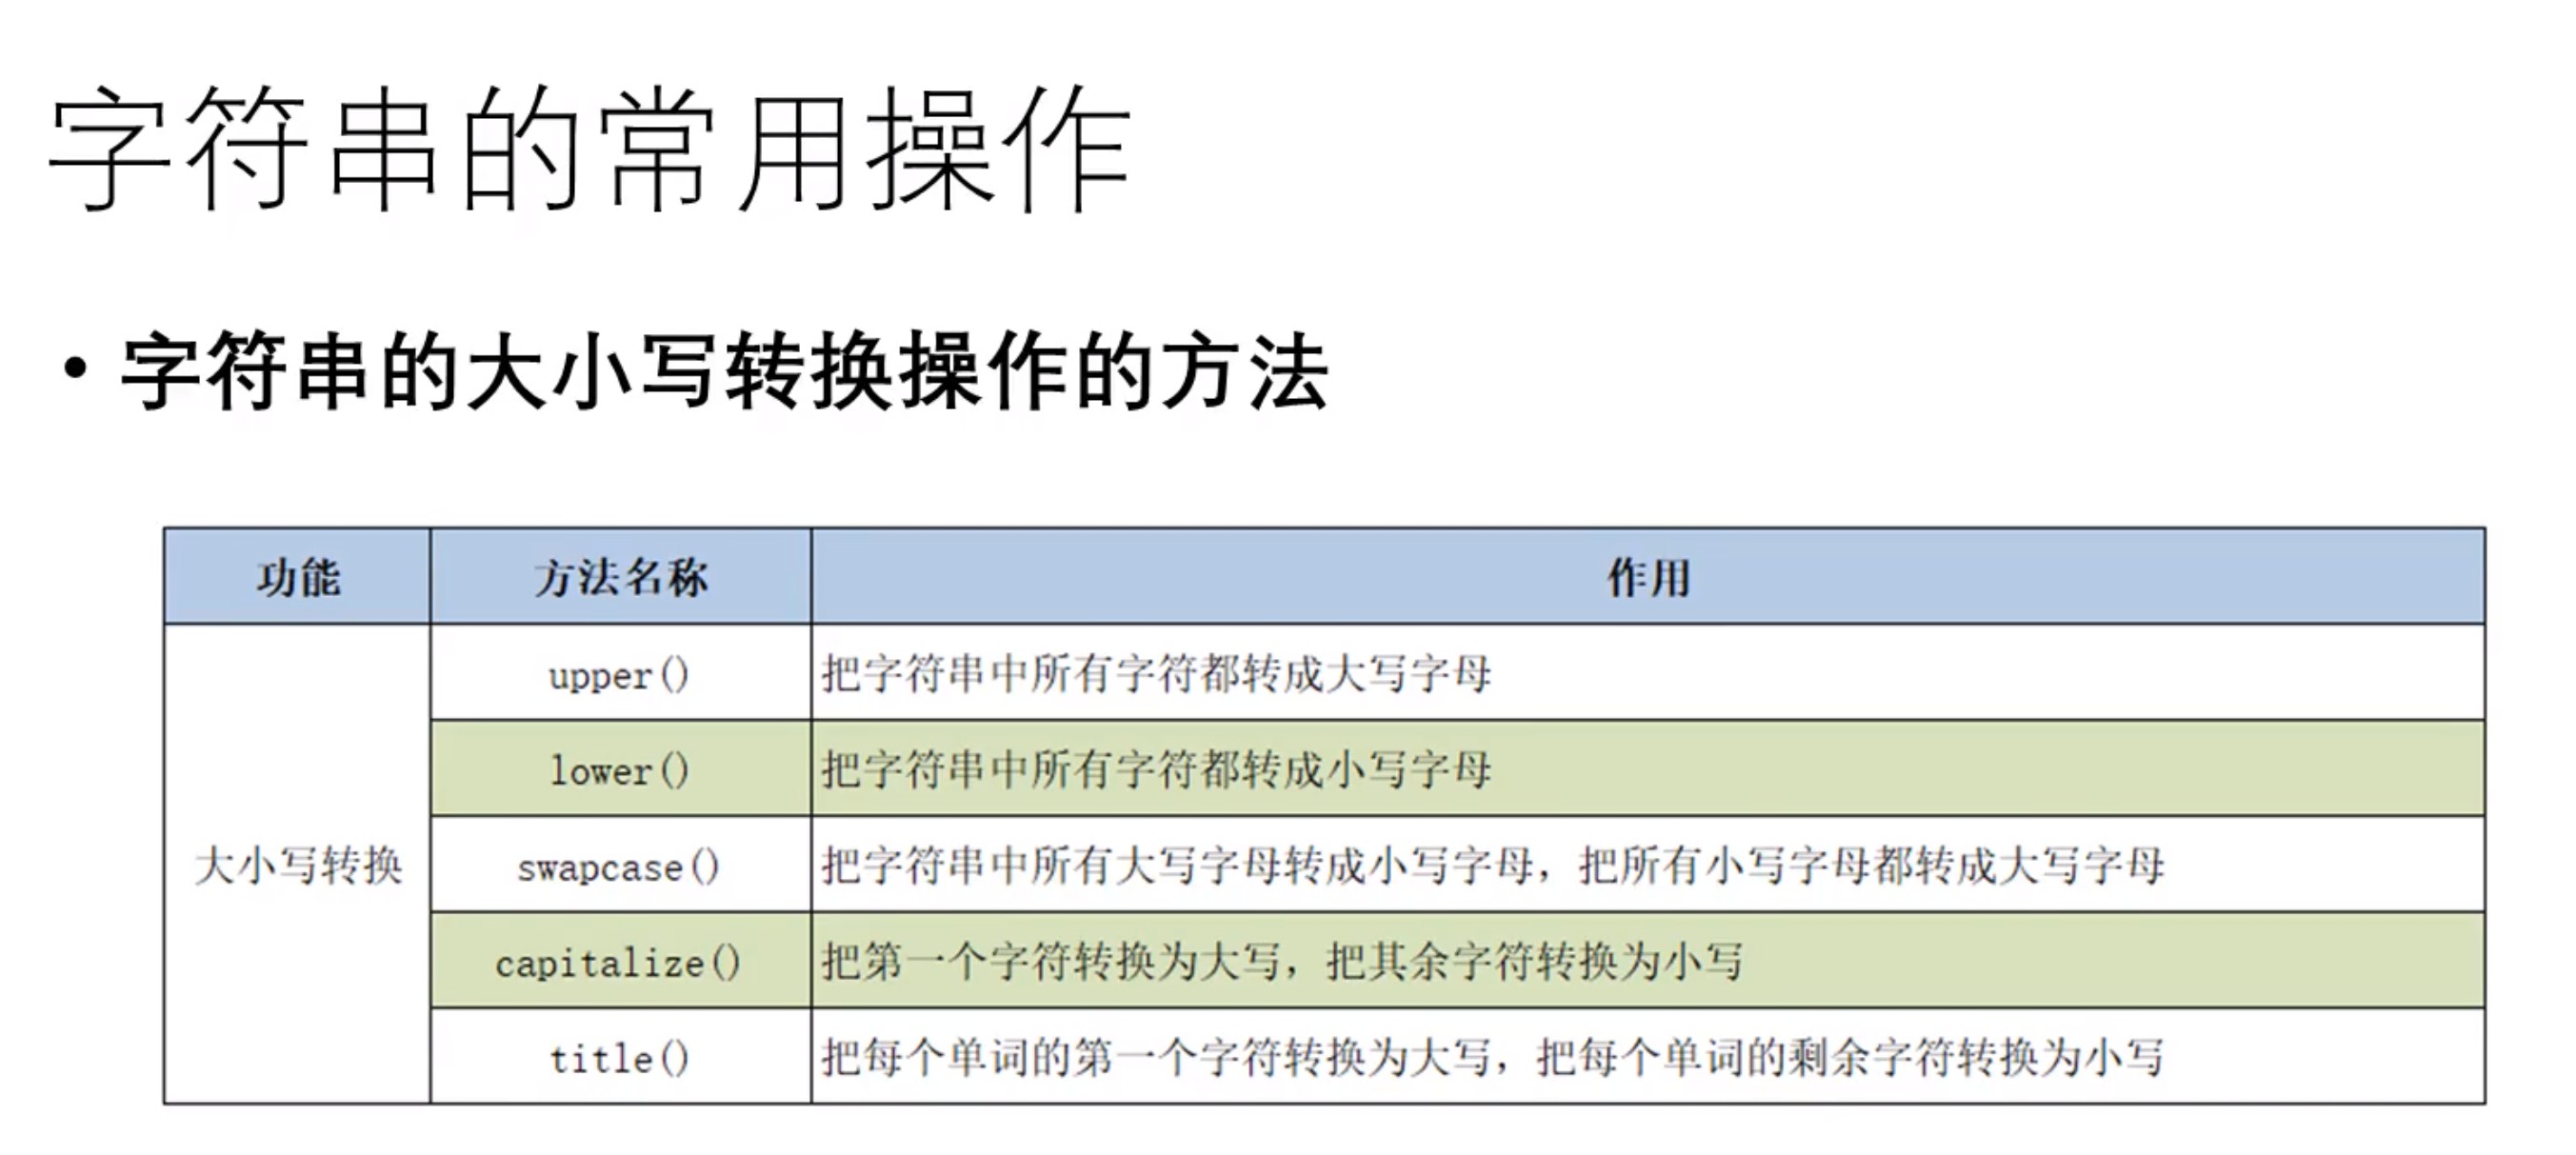 字符串的常用操作
• 字符串的大小写转换操作的方法
功能 方法名称 作用
upper() 把字符串中所有字符都转成大写字母
lower() 把字符串中所有字符都转成小写字母
大小写转换 swapcase() 把字符串中所有大写字母转成小写字母，把所有小写字母都转成大写字母
capitalize() 把第一个字符转换为大写，把其余字符转换为小写
title() 把每个单词的第一个字符转换为大写，把每个单词的剩余字符转换为小写